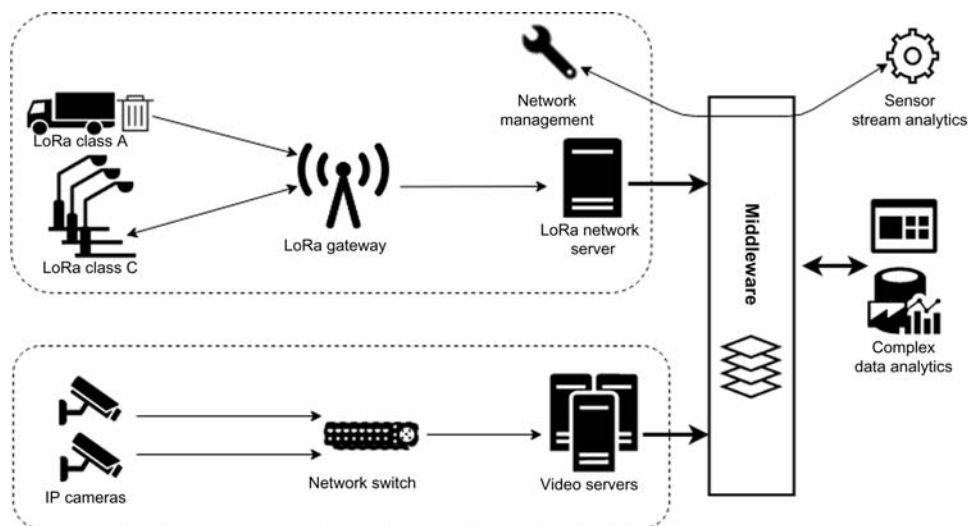 LoRa class A
LoRa class C
LoRa gateway
Network
management
LoRa network
server
Sensor
stream analytics
Middleware
Complex
data analytics
IP cameras
Network switch
Video servers